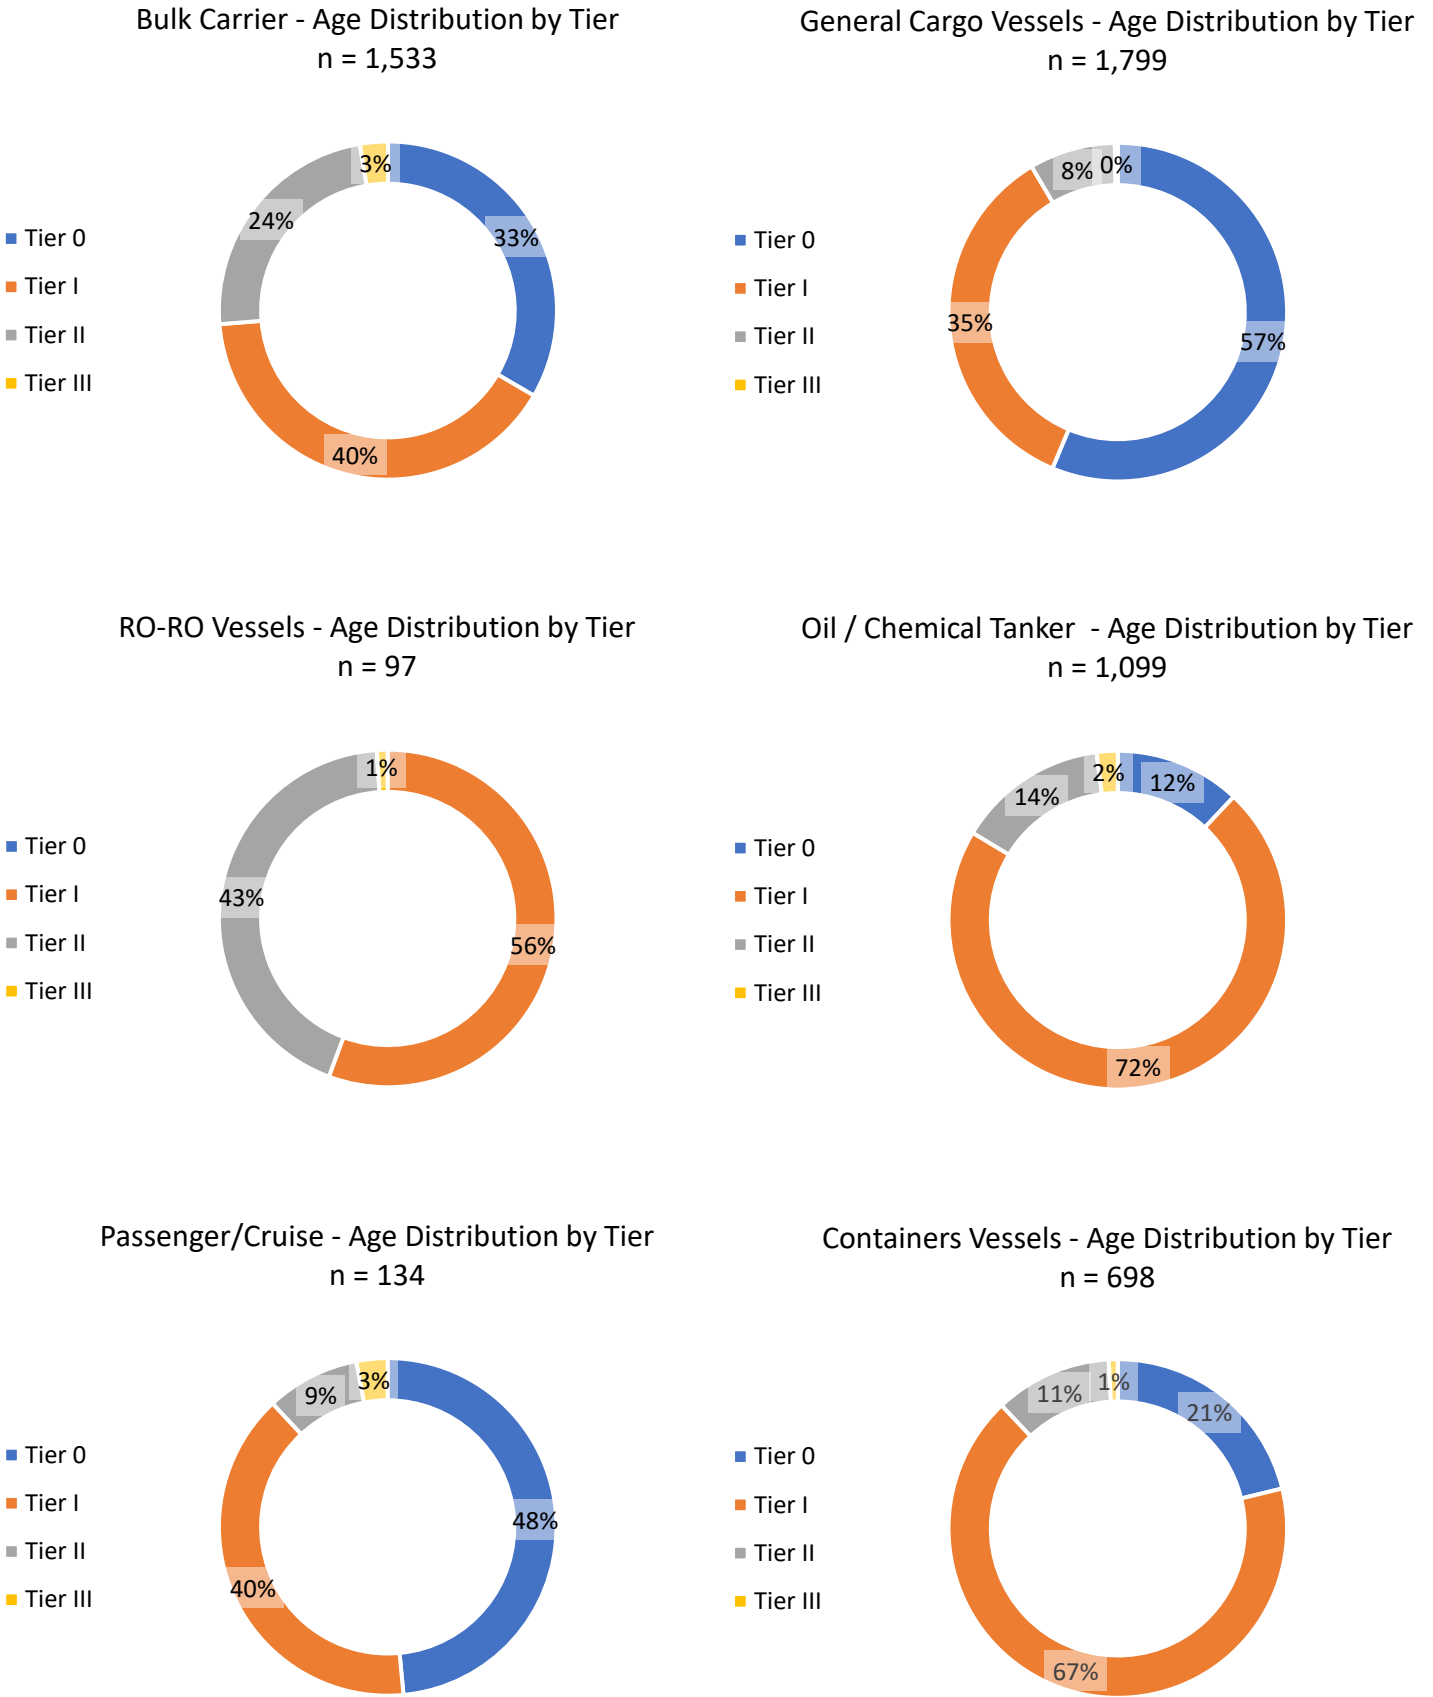 Bulk Carrier - Age Distribution by Tier
n = 1,533
3%
24%
33%
40%
Tier 0
Tier I
Tier II
Tier III
General Cargo Vessels - Age Distribution by Tier
n = 1,799
8%
0%
35%
57%
Tier 0
Tier I
Tier II
Tier III
RO-RO Vessels - Age Distribution by Tier
n = 97
1%
43%
56%
Tier 0
Tier I
Tier II
Tier III
Oil / Chemical Tanker - Age Distribution by Tier
n = 1,099
2%
12%
14%
72%
Tier 0
Tier I
Tier II
Tier III
Passenger/Cruise - Age Distribution by Tier
n = 134
3%
9%
48%
40%
Tier 0
Tier I
Tier II
Tier III
Containers Vessels - Age Distribution by Tier
n = 698
1%
11%
21%
67%
Tier 0
Tier I
Tier II
Tier III